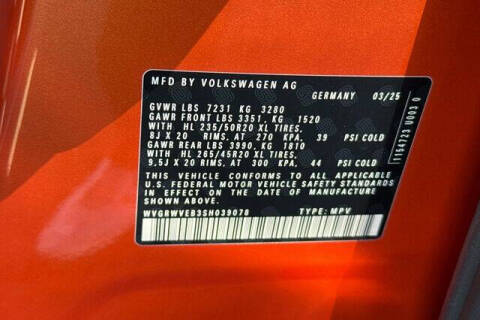 MFD BY VOLKSWAGEN AG
GERMANY 03/25
GVWR LBS 7231 KG 3280
GAWR FRONT LBS 3351, KG 1520
WITH HL 235/50R20 XL TIRES,
8J X 20 RIMS, AT 270 KPA, 39 PSI COLD
GAWR REAR LBS 3990, KG 1810
WITH HL 265/45R20 XL TIRES,
9,5J X 20 RIMS, AT 300 KPA, 44 PSI COLD
THIS VEHICLE CONFORMS TO ALL APPLICABLE
U.S. FEDERAL MOTOR VEHICLE SAFETY STANDARDS
IN EFFECT ON THE DATE OF MANUFACTURE
SHOWN ABOVE.
WVGRWVEB3SH039078 TYPE: MPV
1154723 U003 0